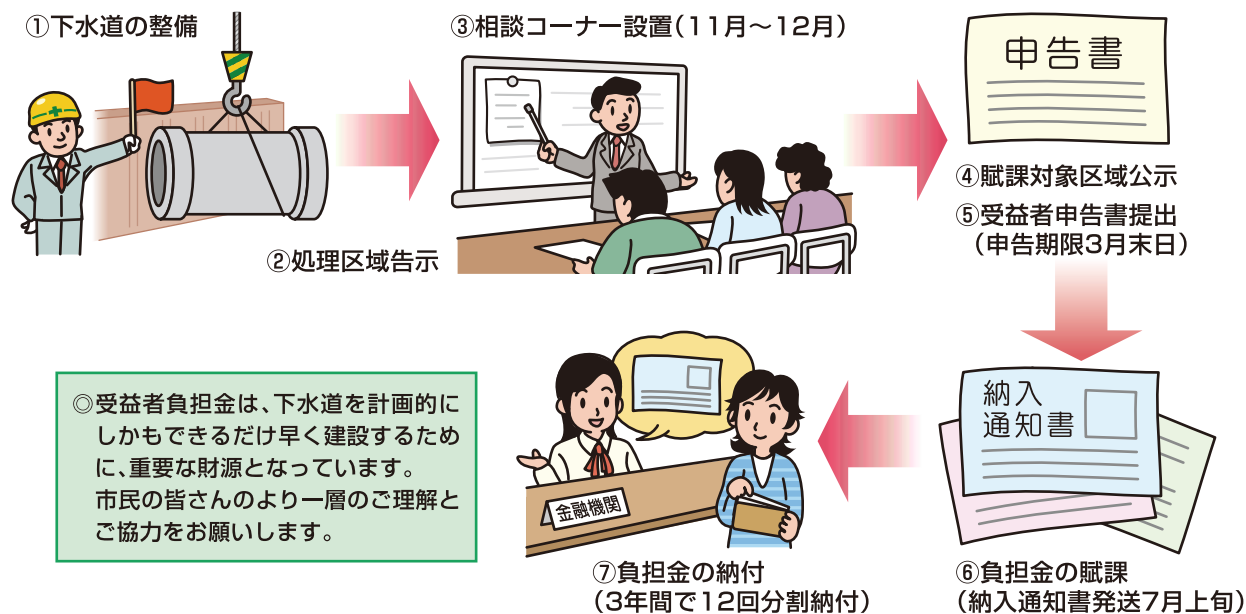 ①下水道の整備
②処理区域告示
③相談コーナー設置(11月～12月)
申告書
④賦課対象区域公示
⑤受益者申告書提出
(申告期限3月末日)
納入
通知書
⑥負担金の賦課
(納入通知書発送7月上旬)
金融機関
⑦負担金の納付
(3年間で12回分割納付)
◎受益者負担金は、下水道を計画的に
しかもできるだけ早く建設するため
に、重要な財源となっています。
市民の皆さんのより一層のご理解と
ご協力をお願いします。